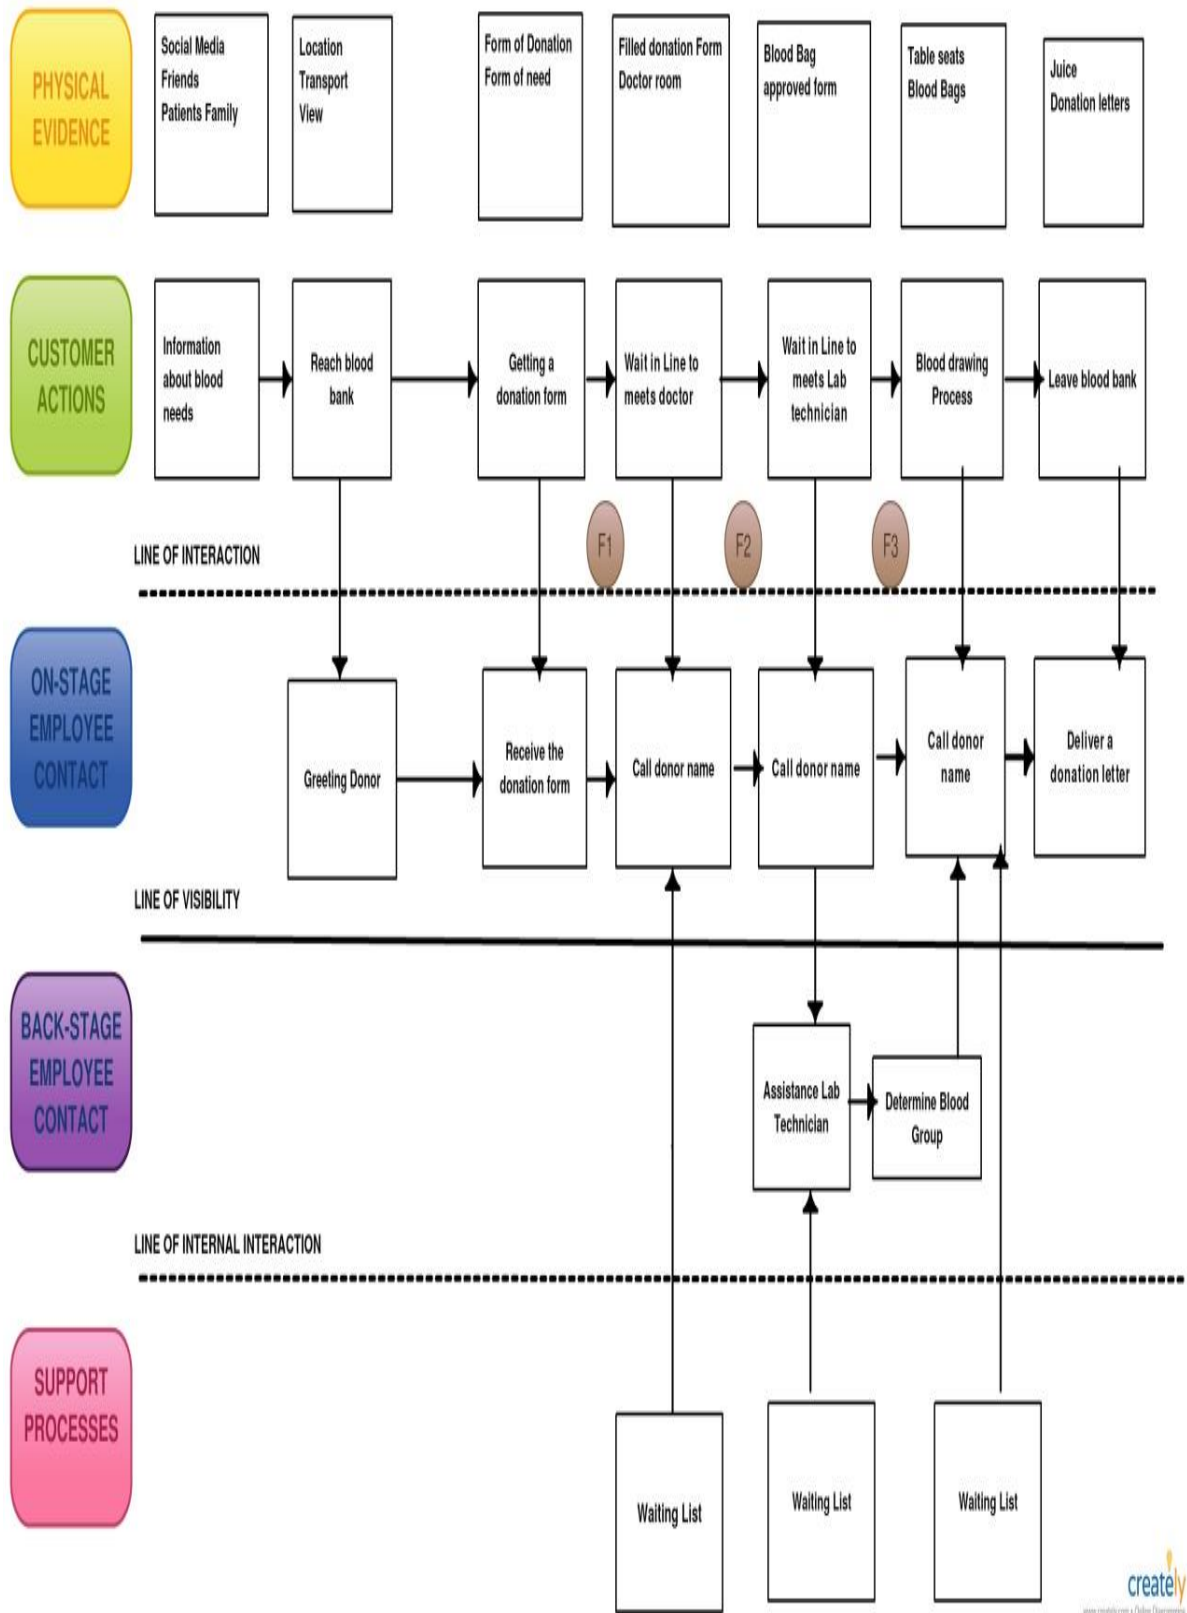 PHYSICAL
EVIDENCE
Social Media
Friends
Patients Family
Location
Transport
View
Form of Donation
Form of need
Filled donation Form
Doctor room
Blood Bag
approved form
Table seats
Blood Bags
Juice
Donation letters
CUSTOMER
ACTIONS
Information
about blood
needs
Reach blood
bank
Getting a
donation form
Wait in Line to
meets doctor
Wait in Line to
meets Lab
technician
Blood drawing
Process
Leave blood bank
F1
F2
F3
LINE OF INTERACTION
ON-STAGE
EMPLOYEE
CONTACT
Greeting Donor
Receive the
donation form
Call donor name
Call donor name
Call donor
name
Deliver a
donation letter
LINE OF VISIBILITY
BACK-STAGE
EMPLOYEE
CONTACT
Assistance Lab
Technician
Determine Blood
Group
LINE OF INTERNAL INTERACTION
SUPPORT
PROCESSES
Waiting List
Waiting List
Waiting List
creately